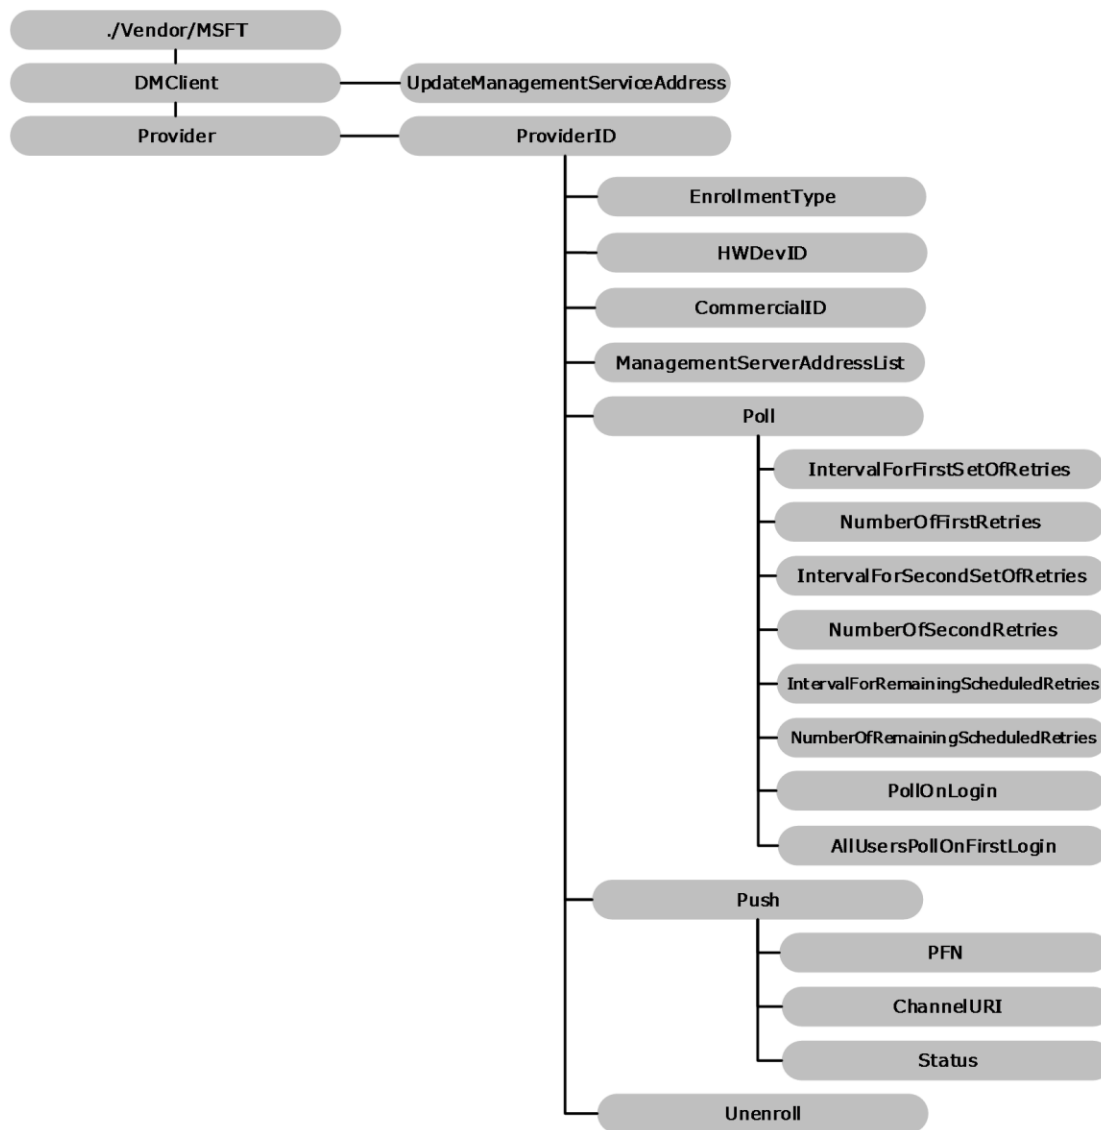 ./Vendor/MSFT
DMClient
UpdateManagementServiceAddress
Provider
ProviderID
EnrollmentType
HWDevID
CommercialID
ManagementServerAddressList
Poll
IntervalForFirstSetOfRetries
NumberOfFirstRetries
IntervalForSecondSetOfRetries
NumberOfSecondRetries
IntervalForRemainingScheduledRetries
NumberOfRemainingScheduledRetries
PollOnLogin
AllUsersPollOnFirstLogin
Push
PFN
ChannelURI
Status
Unenroll